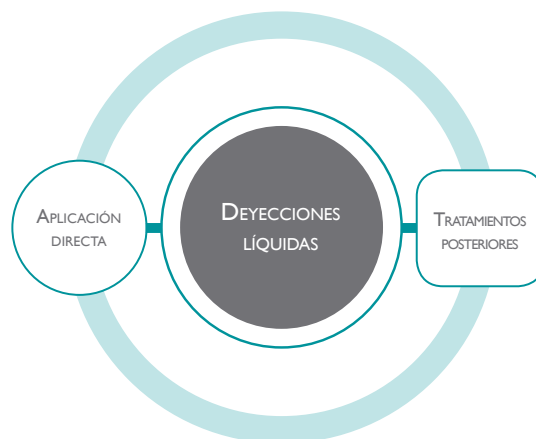 Aplicación
directa
Deyecciones
líquidas
Tratamientos
posteriores